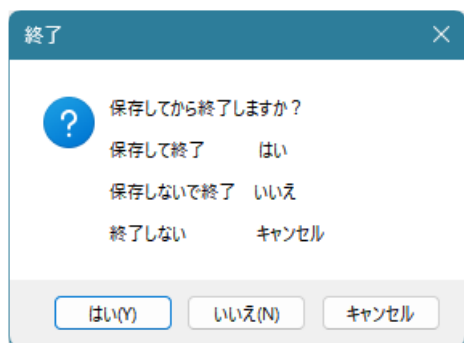 終了
保存してから終了しますか？
保存して終了　　　はい
保存しないで終了　いいえ
終了しない　　　　キャンセル
はい(Y)　いいえ(N)　キャンセル